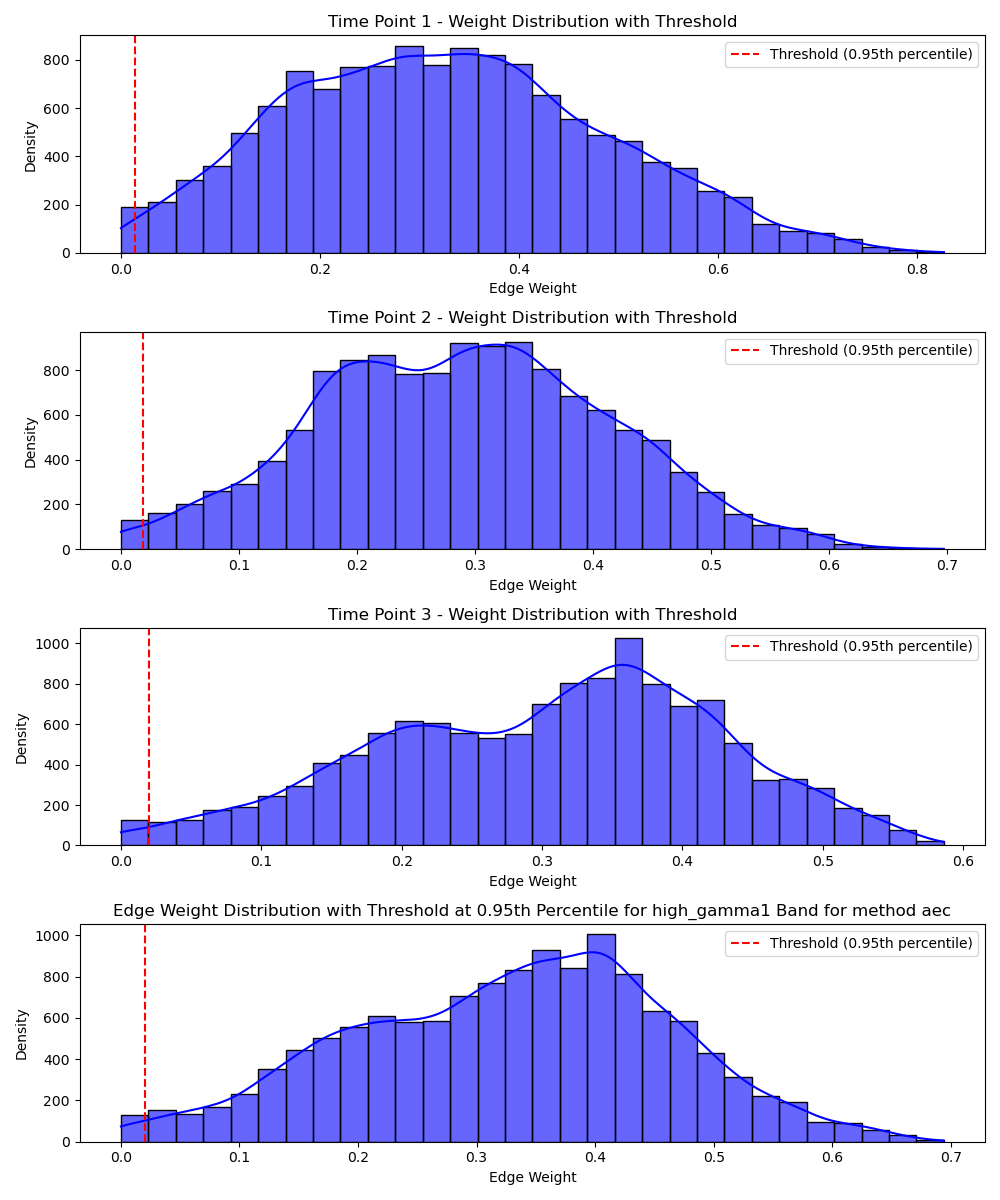 Time Point 1 - Weight Distribution with Threshold
Threshold (0.95th percentile)
Density
800
600
400
200
0
0.0 0.2 0.4 0.6 0.8
Edge Weight
Time Point 2 - Weight Distribution with Threshold
Threshold (0.95th percentile)
Density
800
600
400
200
0
0.0 0.1 0.2 0.3 0.4 0.5 0.6 0.7
Edge Weight
Time Point 3 - Weight Distribution with Threshold
Threshold (0.95th percentile)
Density
1000
800
600
400
200
0
0.0 0.1 0.2 0.3 0.4 0.5 0.6
Edge Weight
Edge Weight Distribution with Threshold at 0.95th Percentile for high_gamma1 Band for method aec
Threshold (0.95th percentile)
Density
1000
800
600
400
200
0
0.0 0.1 0.2 0.3 0.4 0.5 0.6 0.7
Edge Weight